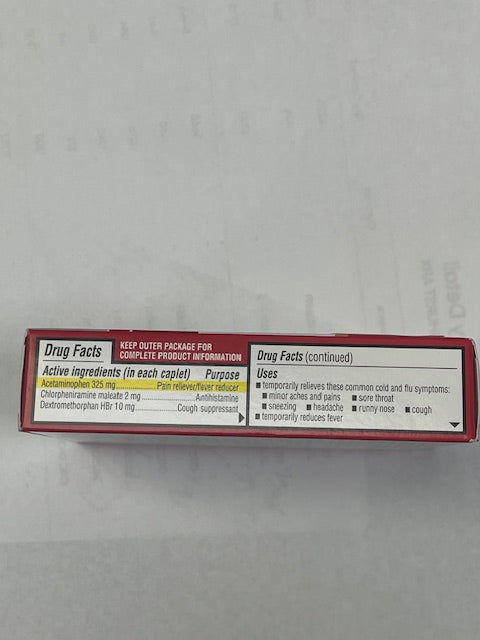 Drug Facts
KEEP OUTER PACKAGE FOR
COMPLETE PRODUCT INFORMATION
Active ingredients (in each caplet) Purpose
Acetaminophen 325 mg Pain reliever/fever reducer
Chlorpheniramine maleate 2 mg Antihistamine
Dextromethorphan HBr 10 mg Cough suppressant
Drug Facts (continued)
Uses
■ temporarily relieves these common cold and flu symptoms:
■ minor aches and pains ■ sore throat
■ sneezing ■ headache ■ runny nose ■ cough
■ temporarily reduces fever